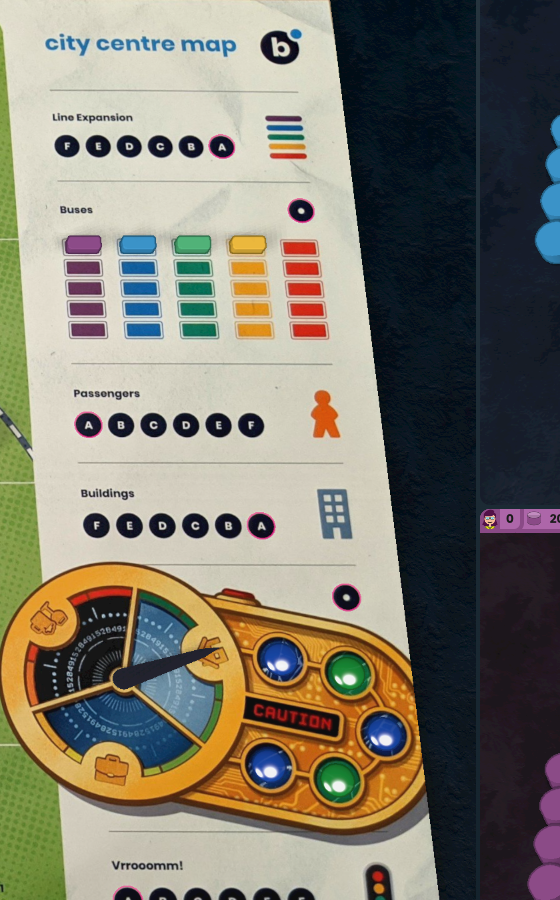 city centre map
b
Line Expansion
F E D C B A
Buses
Passengers
A B C D E F
Buildings
F E D C B A
CAUTION
Vrrooomm!
0
20